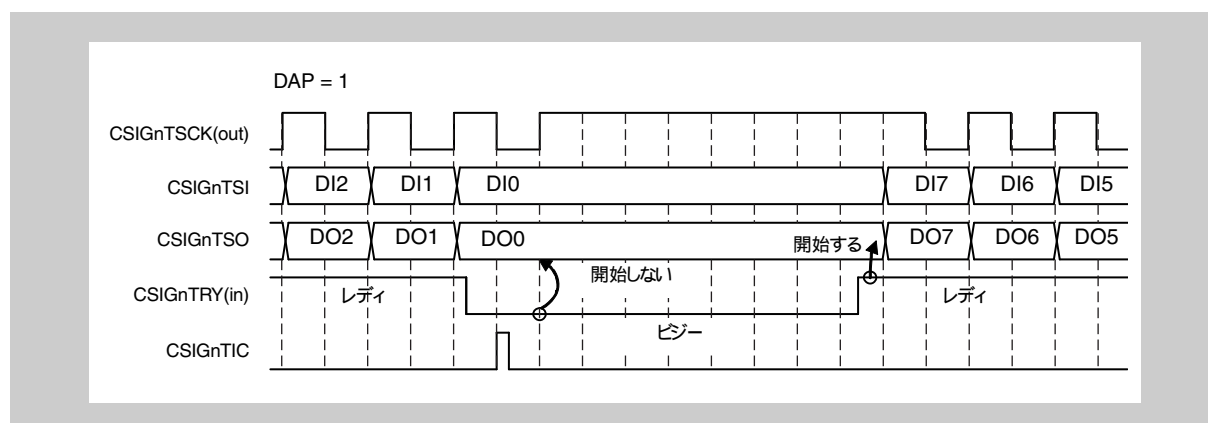 DAP = 1
CSIGnTSCK(out)
CSIGnTSI DI2 DI1 DI0 DI7 DI6 DI5
CSIGnTSO DO2 DO1 DO0 開始する DO7 DO6 DO5
開始しない
CSIGnTRY(in) レディ レディ
ビジー
CSIGnTIC